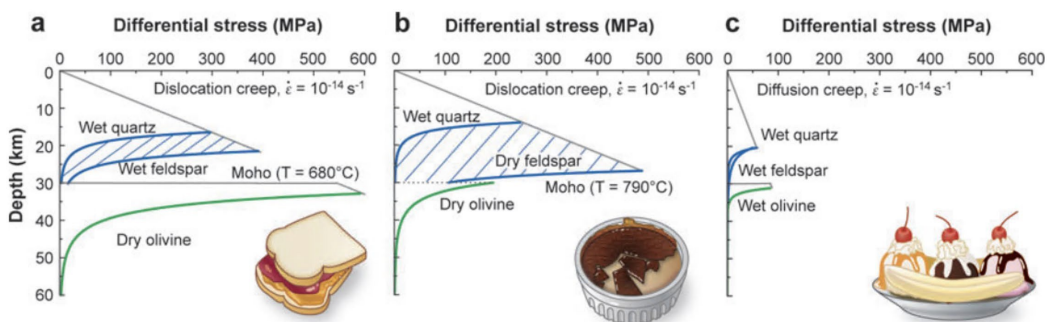 a
Differential stress (MPa)
0 100 200 300 400 500 600
Dislocation creep, ε̇ = 10-14 s-1
Wet quartz
Wet feldspar
Moho (T = 680°C)
Dry olivine
Depth (km)
0
10
20
30
40
50
60
b
Differential stress (MPa)
0 100 200 300 400 500 600
Dislocation creep, ε̇ = 10-14 s-1
Wet quartz
Dry feldspar
Moho (T = 790°C)
Dry olivine
c
Differential stress (MPa)
0 100 200 300 400 500 600
Diffusion creep, ε̇ = 10-14 s-1
Wet quartz
Wet feldspar
Wet olivine